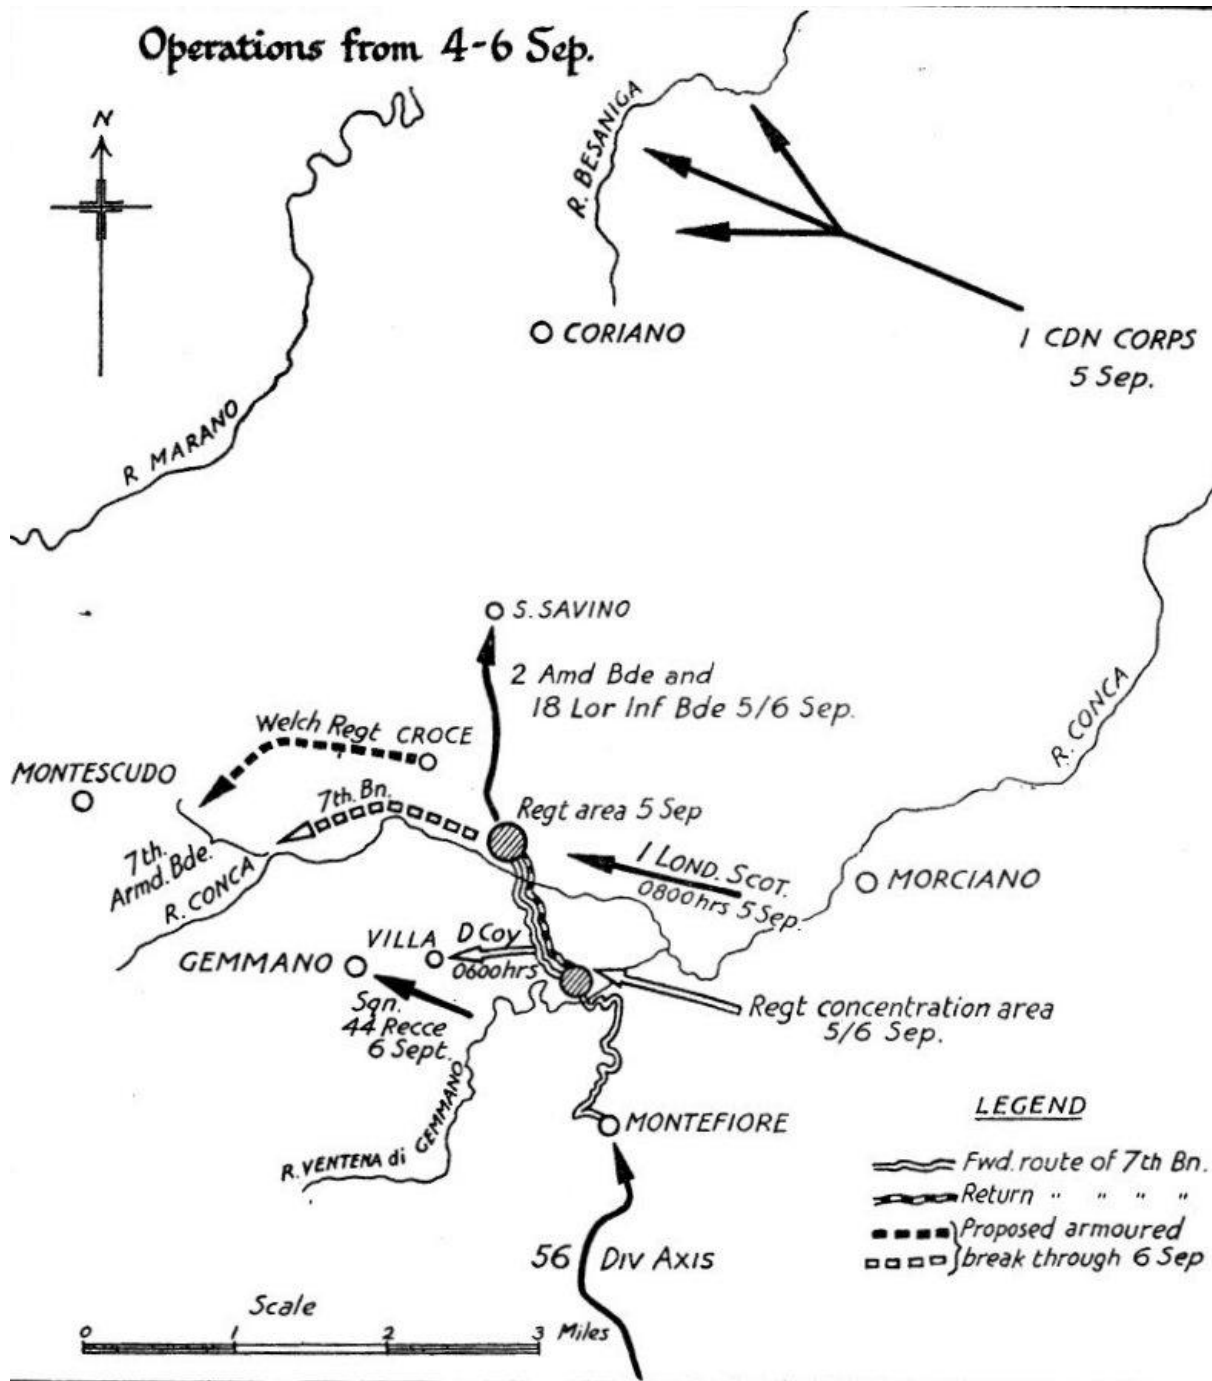 Operations from 4-6 Sep.
N
R. BESANIGA
CORIANO
1 CDN CORPS
5 Sep.
R. MARANO
S. SAVINO
2 Amd Bde and
18 Lor Inf Bde 5/6 Sep.
R. CONCA
Welch Regt
CROCE
MONTESCUDO
7th. Bn.
Regt area 5 Sep
7th.
Armd. Bde.
R. CONCA
1 LOND. SCOT.
0800hrs 5 Sep.
MORCIANO
VILLA
D Coy
0600hrs
GEMMANO
Sqn.
44 Recce
6 Sept.
Regt concentration area
5/6 Sep.
R. VENTENA di GEMMANO
MONTEFIORE
56 Div Axis
LEGEND
Fwd. route of 7th Bn.
Return " " " "
Proposed armoured
break through 6 Sep
Scale
0 1 2 3 Miles